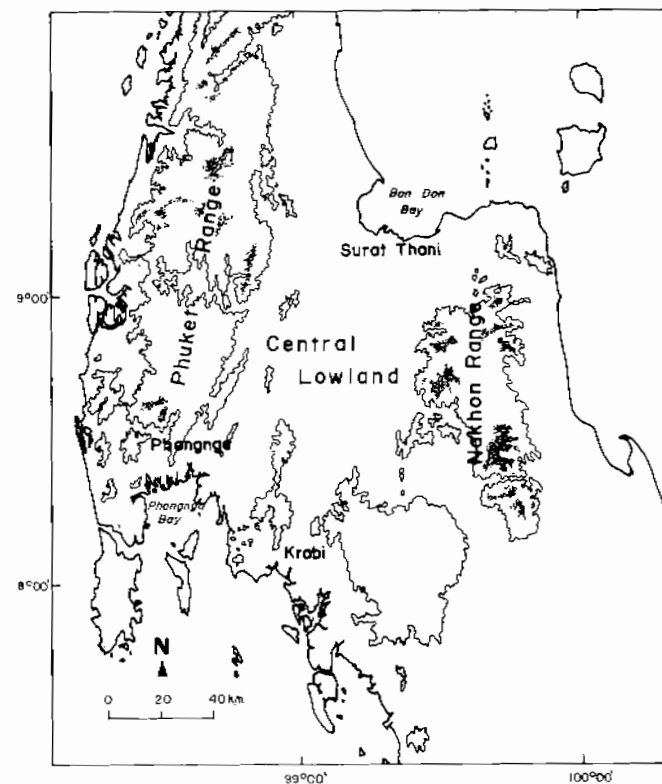 Ban Don
Bay
Surat Thani
9°00'
Phuket Range
Central
Lowland
Nakhon Range
Phangnga
Phangnga
Bay
Krabi
8°00'
N
0 20 40 km
99°00' 100°00'